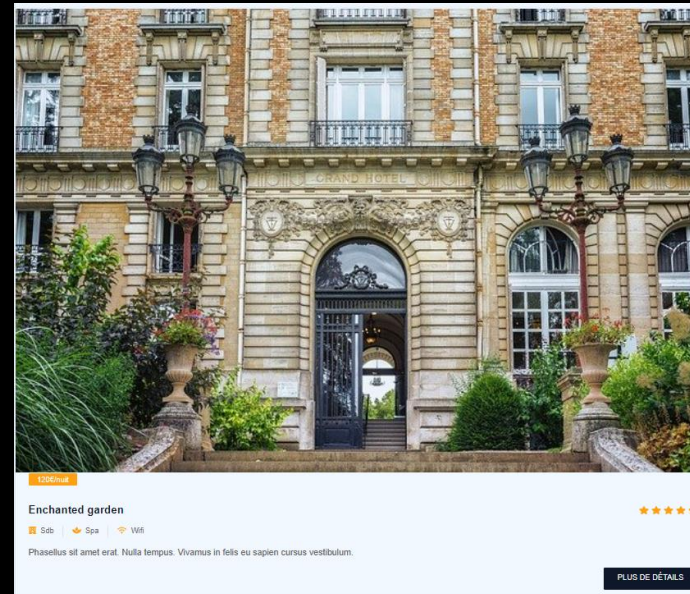 GRAND HOTEL
120€/nuit
Enchanted garden
Sdb
Spa
Wifi
Phasellus sit amet erat. Nulla tempus. Vivamus in felis eu sapien cursus vestibulum.
PLUS DE DÉTAILS